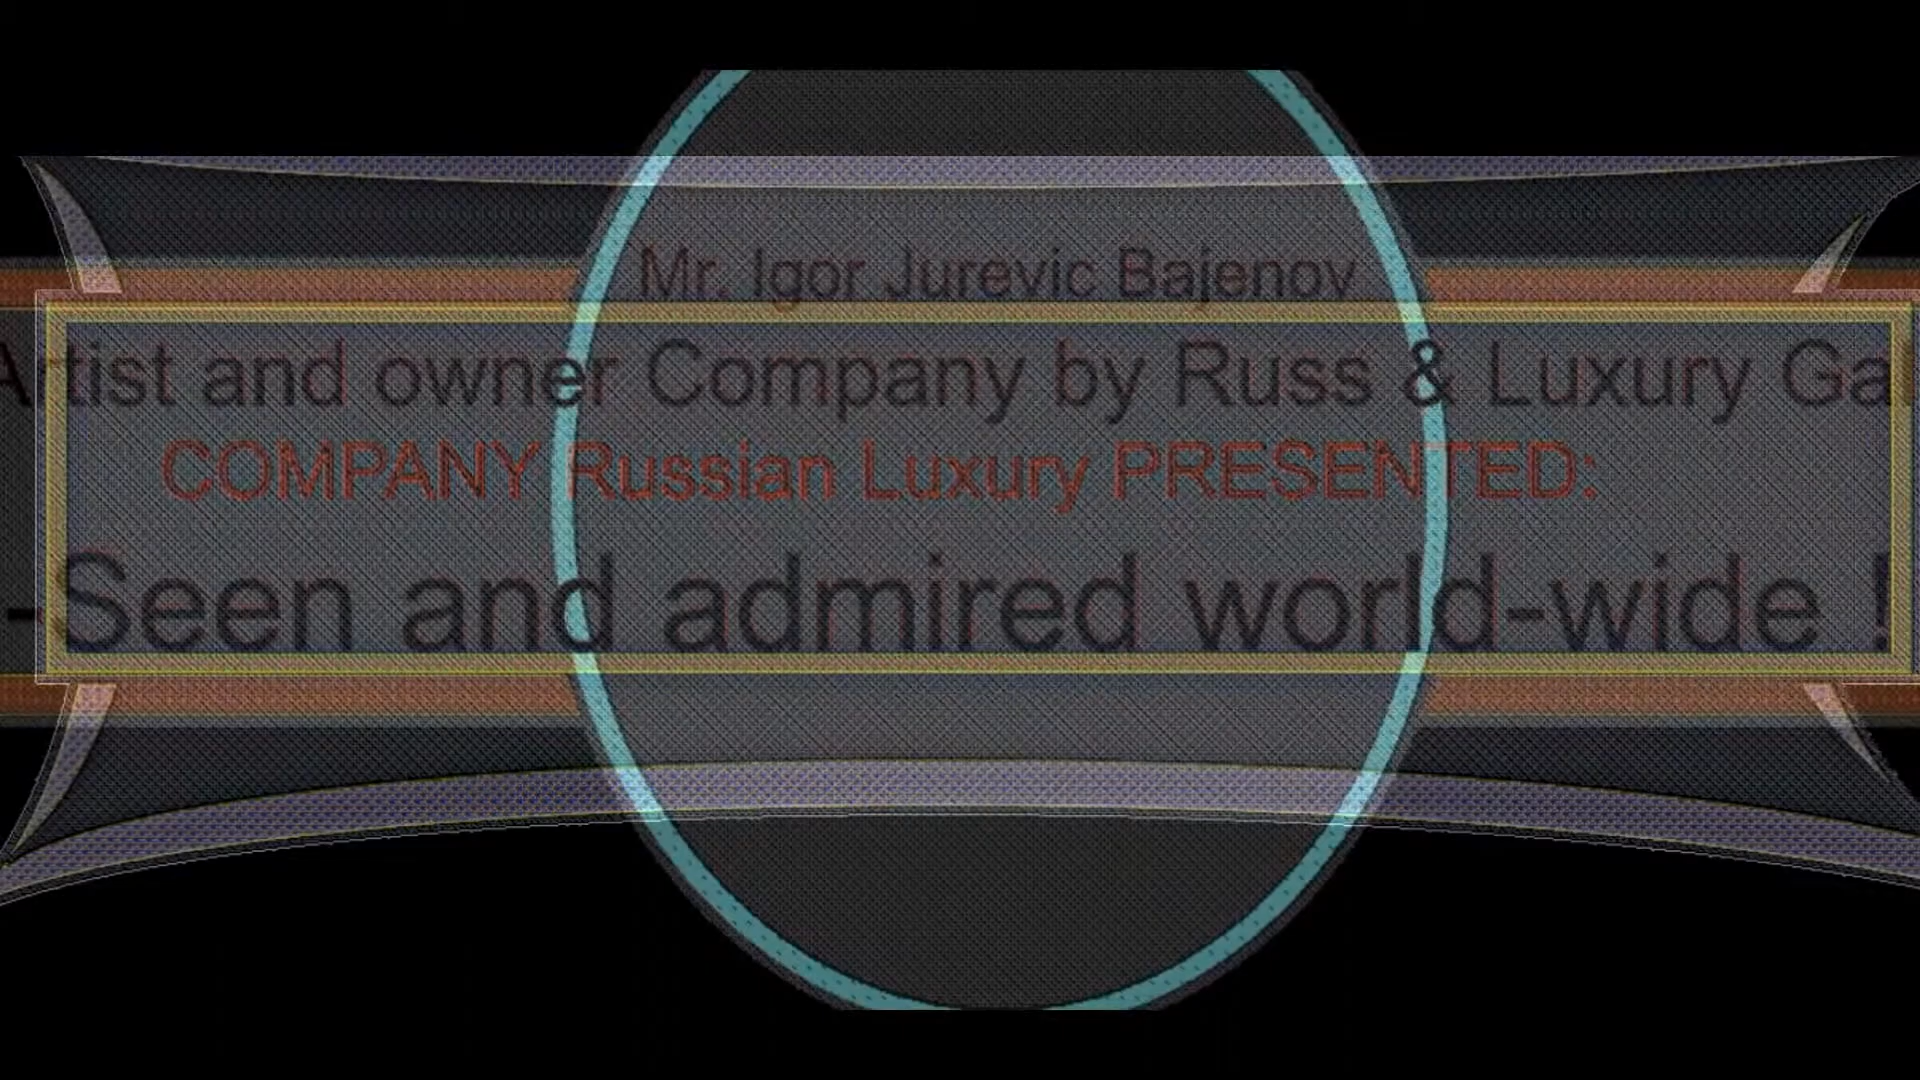 Mr. Igor Jurevic Bajenov
Artist and owner Company by Russ & Luxury Ga
COMPANY Russian Luxury PRESENTED:
-Seen and admired world-wide !